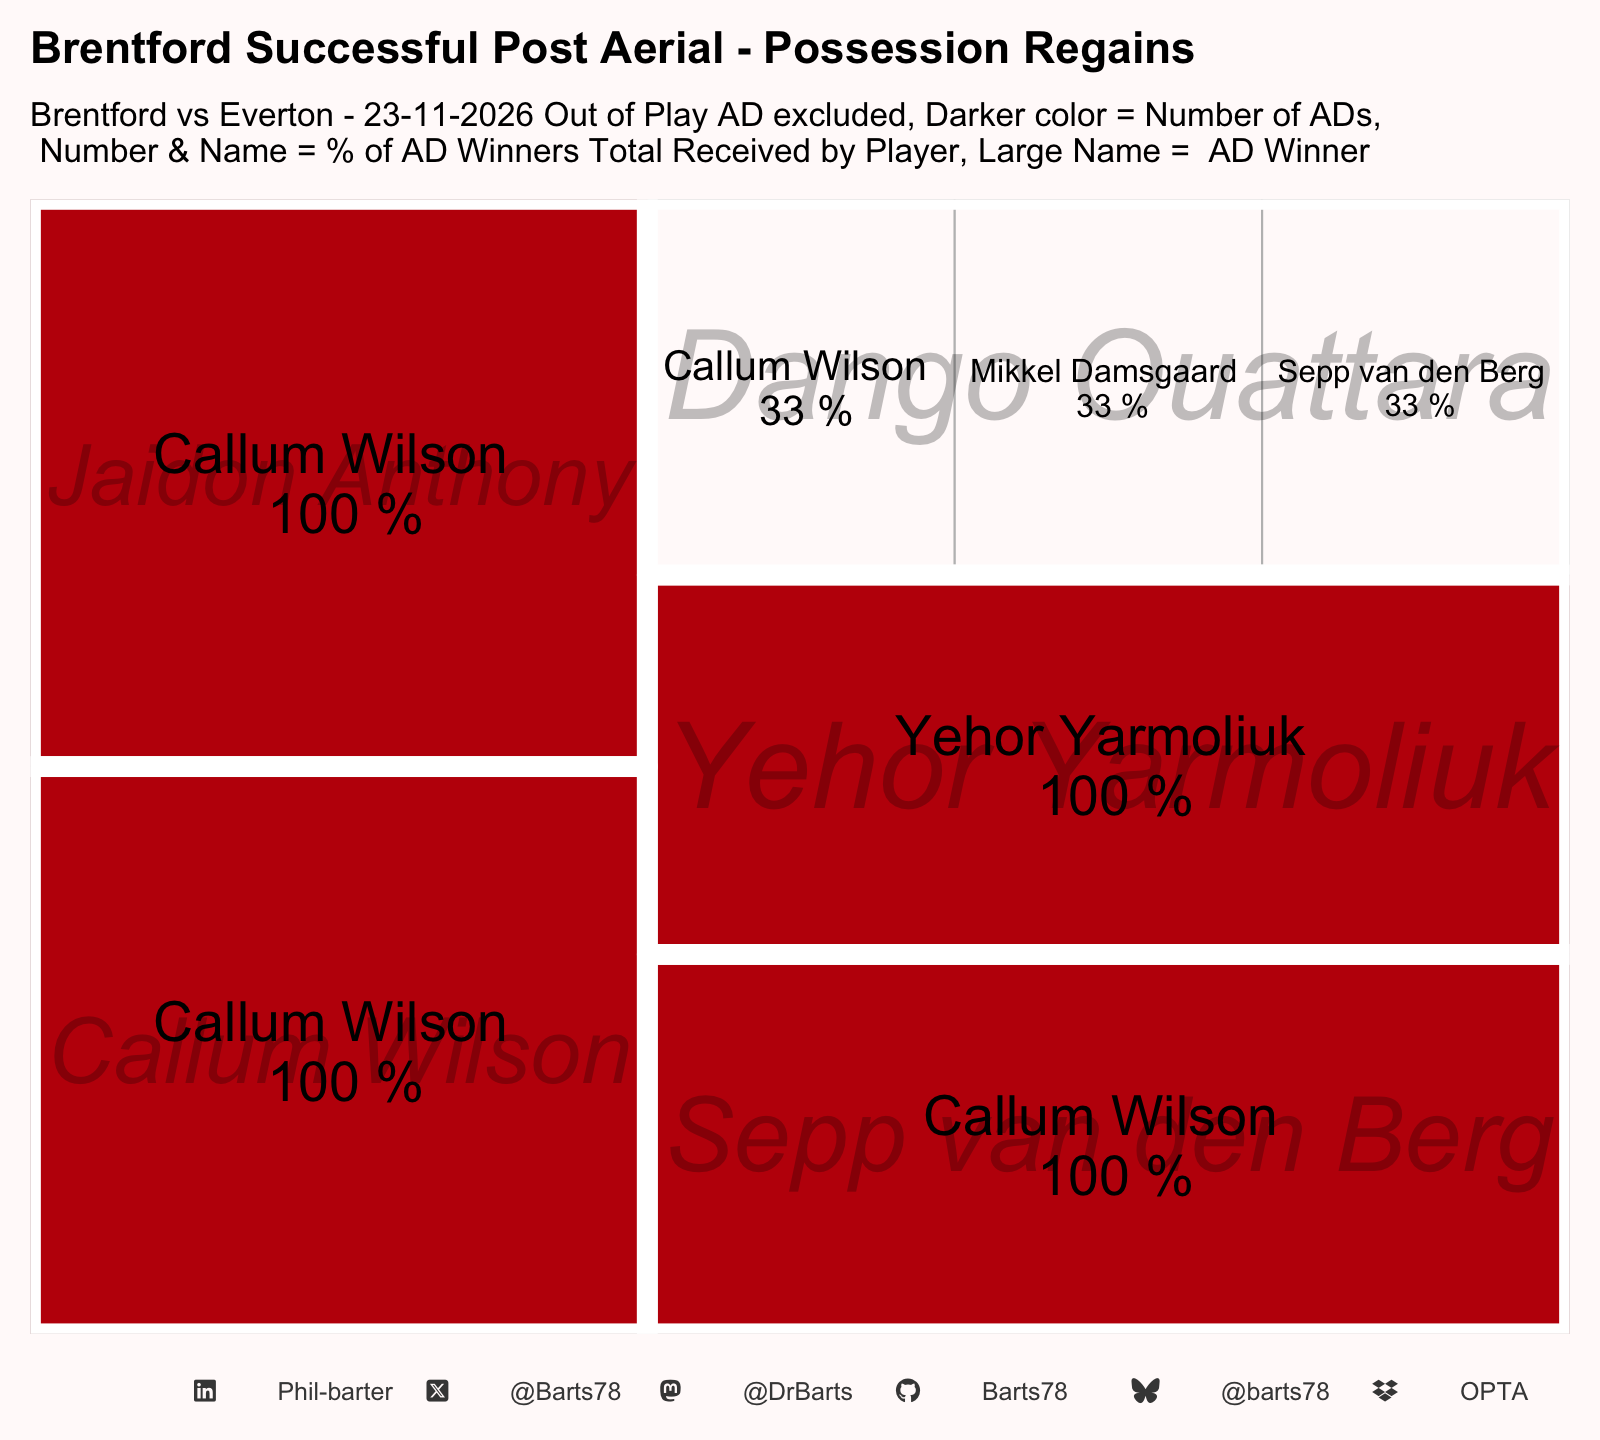 Brentford Successful Post Aerial - Possession Regains
Brentford vs Everton - 23-11-2026 Out of Play AD excluded, Darker color = Number of ADs,
Number & Name = % of AD Winners Total Received by Player, Large Name =  AD Winner
Jaidon Anthony
Callum Wilson
100 %
Dango Ouattara
Callum Wilson
33 %
Mikkel Damsgaard
33 %
Sepp van den Berg
33 %
Yehor Yarmoliuk
Yehor Yarmoliuk
100 %
Callum Wilson
Callum Wilson
100 %
Sepp van den Berg
Callum Wilson
100 %
Phil-barter
@Barts78
@DrBarts
Barts78
@barts78
OPTA